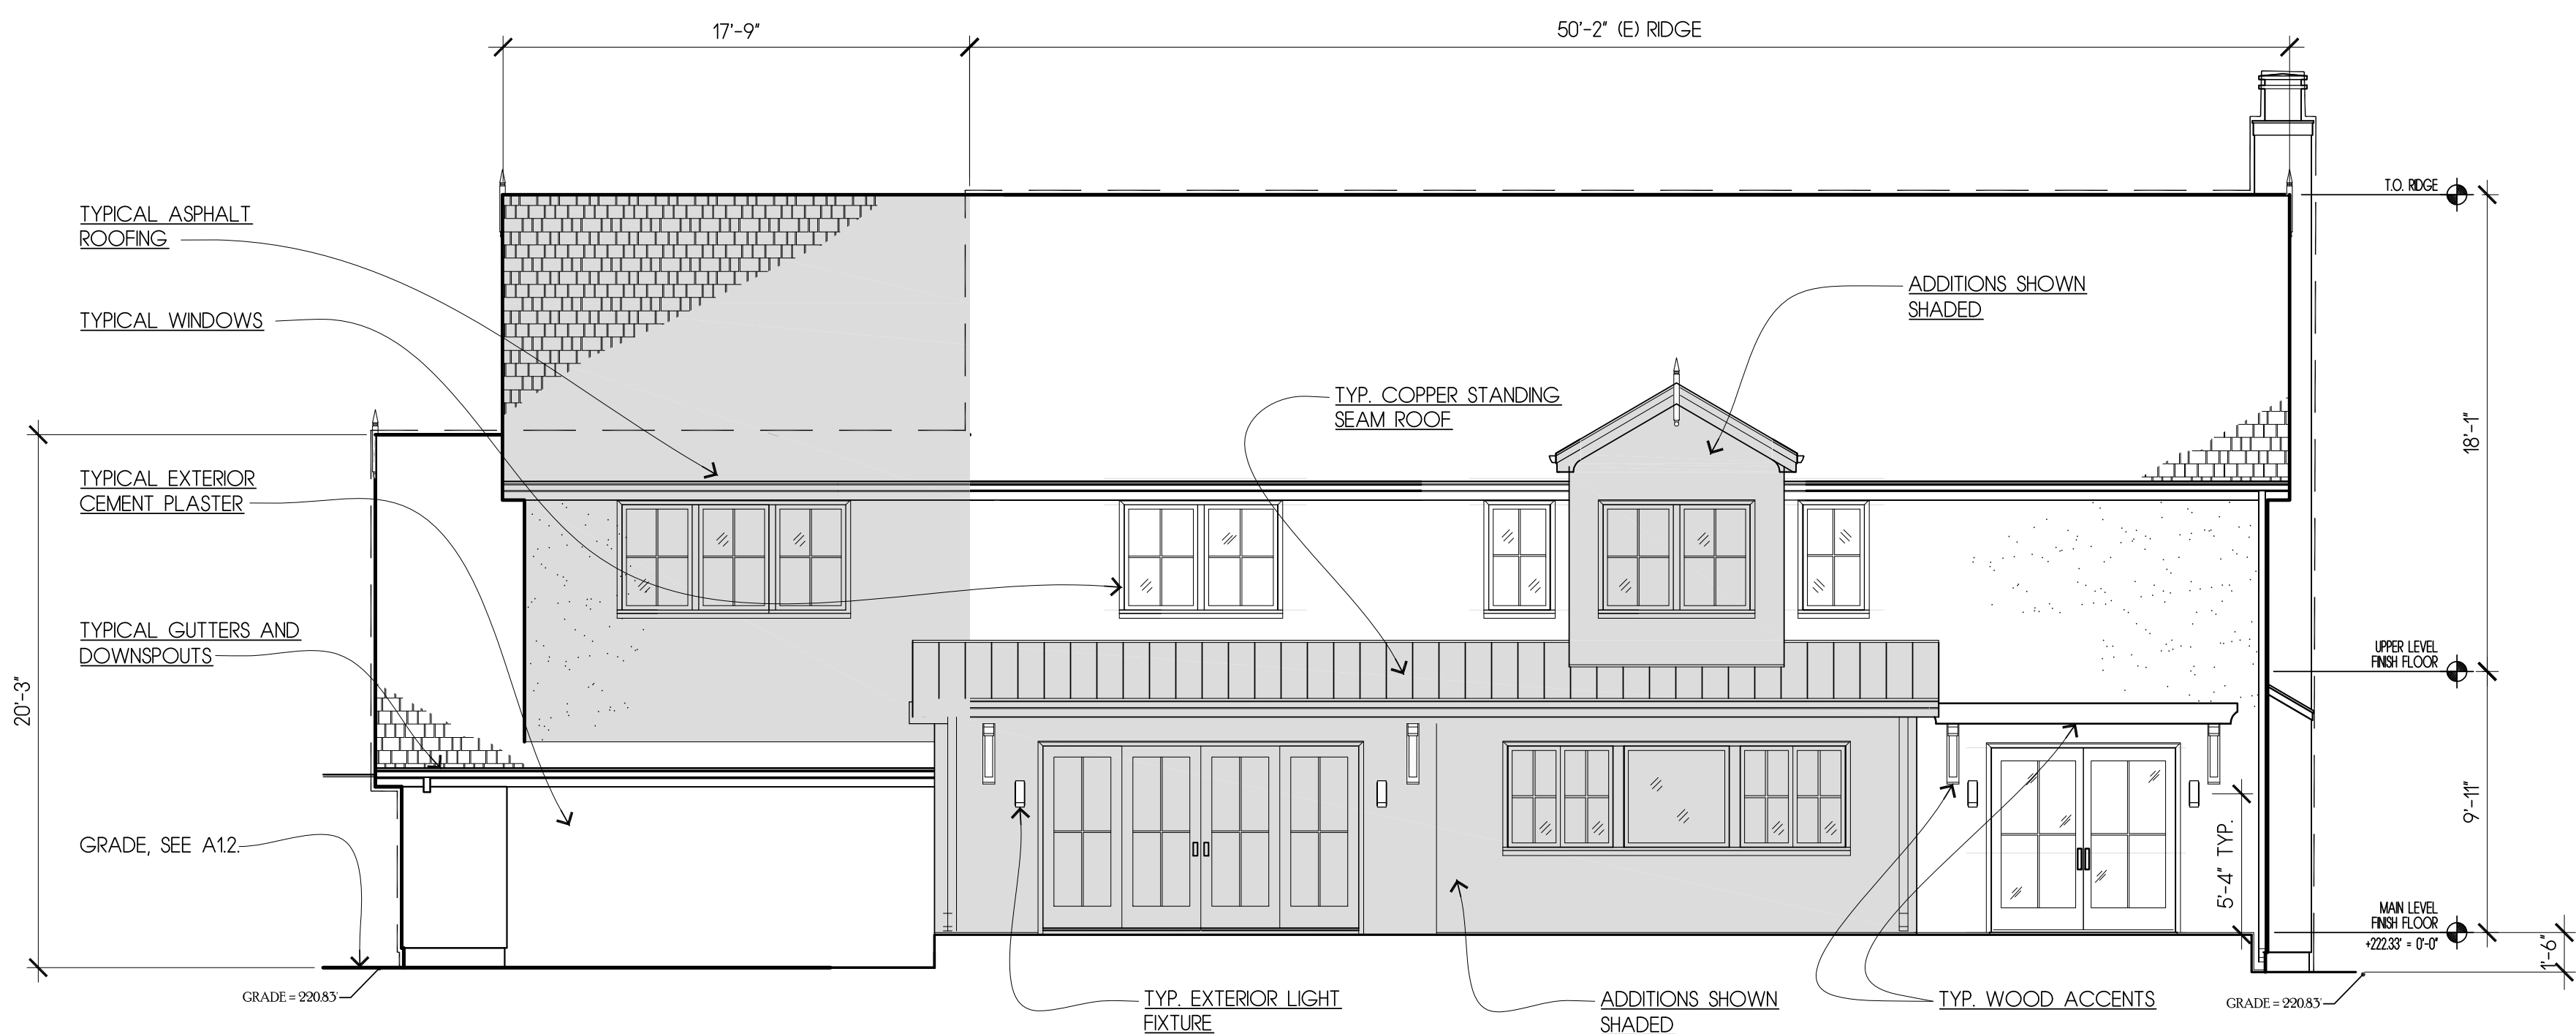 17'-9"
50'-2" (E) RIDGE
T.O. RIDGE
TYPICAL ASPHALT
ROOFING
TYPICAL WINDOWS
ADDITIONS SHOWN
SHADED
TYP. COPPER STANDING
SEAM ROOF
18'-1"
TYPICAL EXTERIOR
CEMENT PLASTER
TYPICAL GUTTERS AND
DOWNSPOUTS
UPPER LEVEL
FINISH FLOOR
20'-3"
9'-11"
GRADE, SEE A1.2.
5'-4" TYP.
MAIN LEVEL
FINISH FLOOR
+222.33' = 0'-0"
1'-6"
GRADE = 220.83'
TYP. EXTERIOR LIGHT
FIXTURE
ADDITIONS SHOWN
SHADED
TYP. WOOD ACCENTS
GRADE = 220.83'